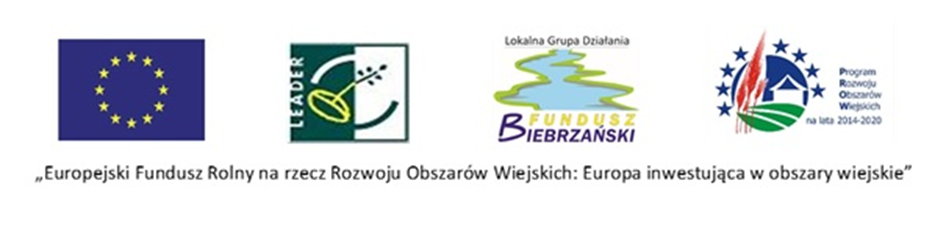 LEADER
Lokalna Grupa Działania
FUNDUSZ
BIEBRZAŃSKI
Program
Rozwoju
Obszarów
Wiejskich
na lata 2014-2020
„Europejski Fundusz Rolny na rzecz Rozwoju Obszarów Wiejskich: Europa inwestująca w obszary wiejskie”